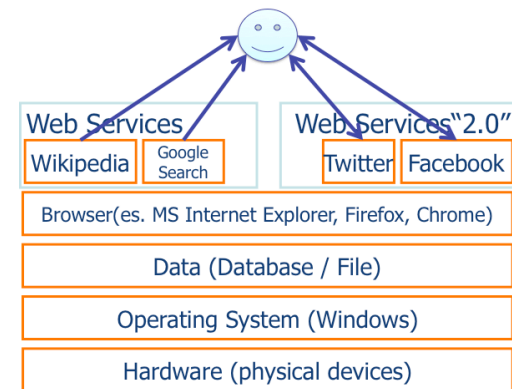 Web Services
Web Services“2.0”
Wikipedia
Google
Search
Twitter
Facebook
Browser(es. MS Internet Explorer, Firefox, Chrome)
Data (Database / File)
Operating System (Windows)
Hardware (physical devices)